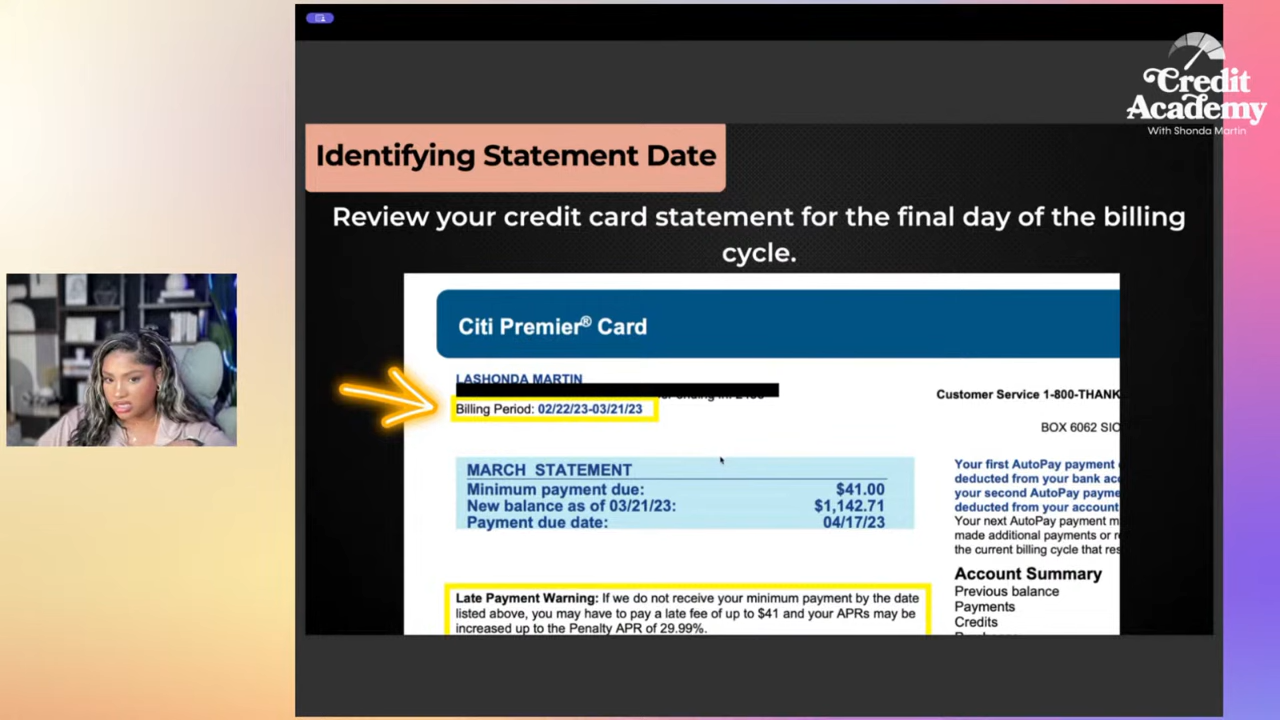 Credit
Academy
With Shonda Martin
Identifying Statement Date
Review your credit card statement for the final day of the billing
cycle.
Citi Premier® Card
LASHONDA MARTIN
Billing Period: 02/22/23-03/21/23
Customer Service 1-800-THANK
BOX 6062 SIO
MARCH STATEMENT
Minimum payment due: $41.00
New balance as of 03/21/23: $1,142.71
Payment due date: 04/17/23
Your first AutoPay payment
deducted from your bank acc
your second AutoPay payme
deducted from your account
Your next AutoPay payment m
made additional payments or r
the current billing cycle that res
Late Payment Warning: If we do not receive your minimum payment by the date
listed above, you may have to pay a late fee of up to $41 and your APRs may be
increased up to the Penalty APR of 29.99%.
Account Summary
Previous balance
Payments
Credits